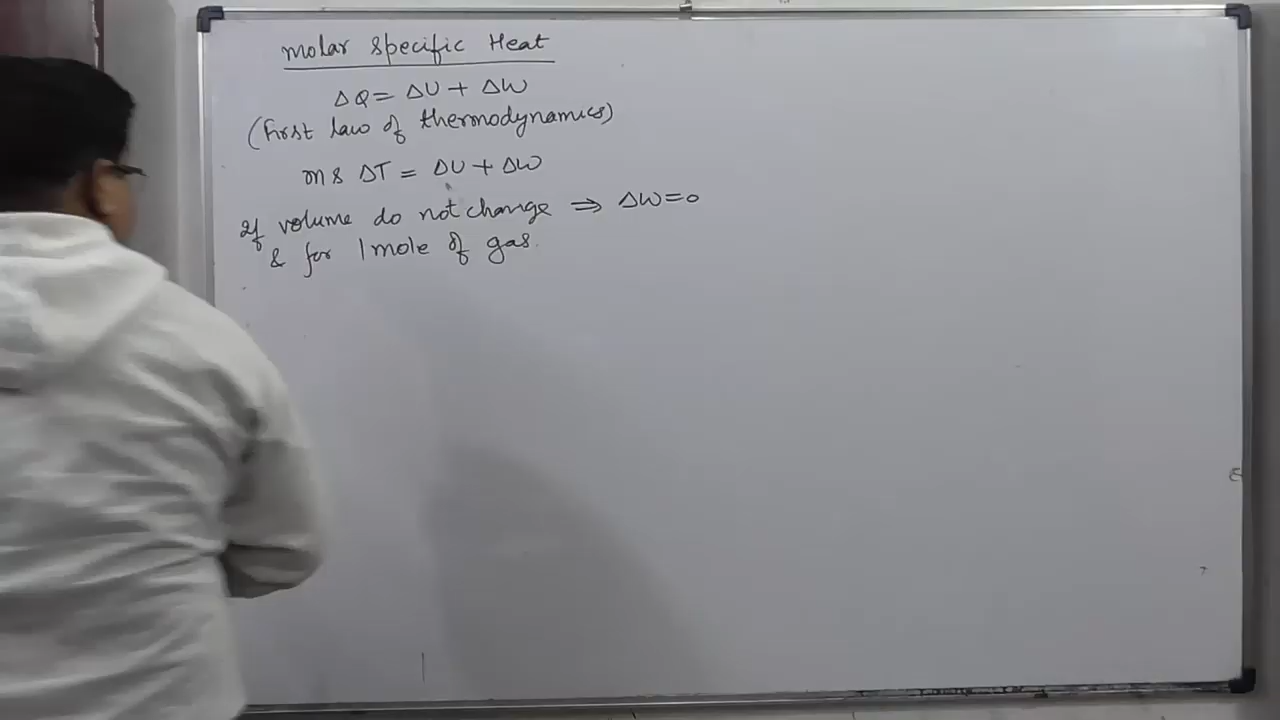 Molar Specific Heat
ΔQ = ΔU + ΔW
(First law of thermodynamics)
ms ΔT = ΔU + ΔW
If volume do not change ⇒ ΔW=0
& for 1 mole of gas.